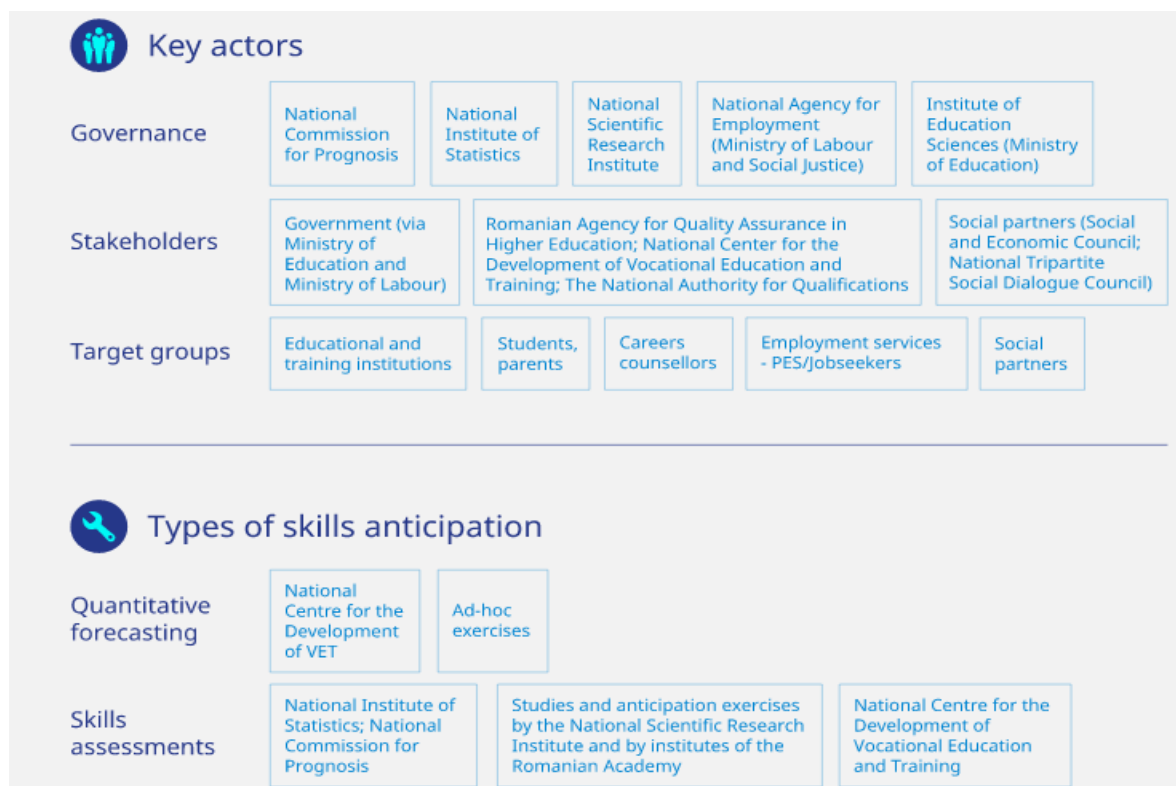 Key actors
Governance
National
Commission
for Prognosis
National
Institute of
Statistics
National
Scientific
Research
Institute
National Agency for
Employment
(Ministry of Labour
and Social Justice)
Institute of
Education
Sciences (Ministry
of Education)
Stakeholders
Government (via
Ministry of
Education and
Ministry of Labour)
Romanian Agency for Quality Assurance in
Higher Education; National Center for the
Development of Vocational Education and
Training; The National Authority for Qualifications
Social partners (Social
and Economic Council;
National Tripartite
Social Dialogue Council)
Target groups
Educational and
training institutions
Students,
parents
Careers
counsellors
Employment services
- PES/Jobseekers
Social
partners
Types of skills anticipation
Quantitative
forecasting
National
Centre for the
Development
of VET
Ad-hoc
exercises
Skills
assessments
National Institute of
Statistics; National
Commission for
Prognosis
Studies and anticipation exercises
by the National Scientific Research
Institute and by institutes of the
Romanian Academy
National Centre for the
Development of
Vocational Education
and Training